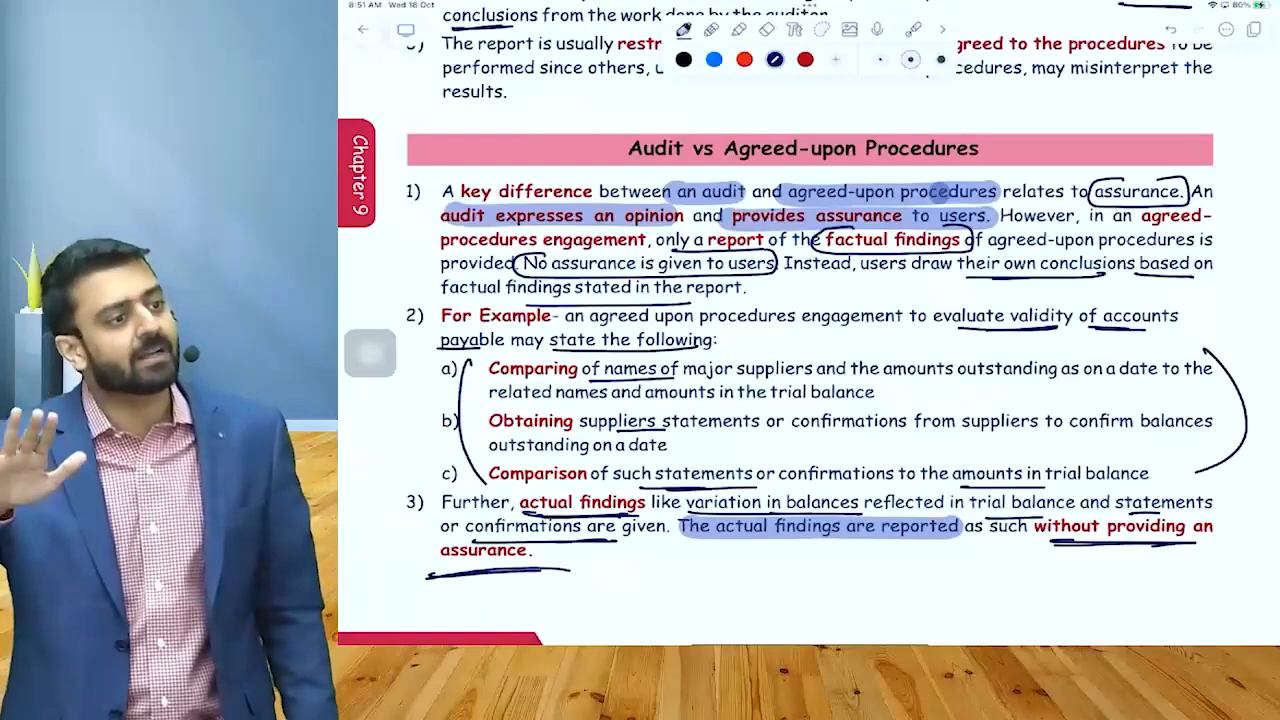 8:51 AM Wed 18 Oct
80%
conclusions from the work done by the auditor.
The report is usually restr greed to the procedures to be
performed since others, u cedures, may misinterpret the
results.
Chapter 9
Audit vs Agreed-upon Procedures
1) A key difference between an audit and agreed-upon procedures relates to assurance. An
audit expresses an opinion and provides assurance to users. However, in an agreed-
procedures engagement, only a report of the factual findings of agreed-upon procedures is
provided. No assurance is given to users. Instead, users draw their own conclusions based on
factual findings stated in the report.
2) For Example- an agreed upon procedures engagement to evaluate validity of accounts
payable may state the following:
a) Comparing of names of major suppliers and the amounts outstanding as on a date to the
related names and amounts in the trial balance
b) Obtaining suppliers statements or confirmations from suppliers to confirm balances
outstanding on a date
c) Comparison of such statements or confirmations to the amounts in trial balance
3) Further, actual findings like variation in balances reflected in trial balance and statements
or confirmations are given. The actual findings are reported as such without providing an
assurance.